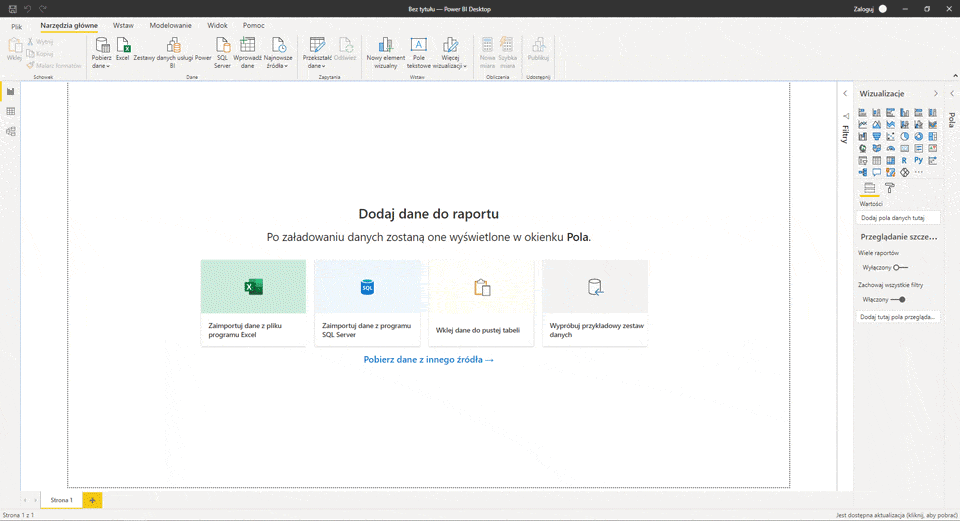 Bez tytułu — Power BI Desktop
Zaloguj
Plik
Narzędzia główne
Wstaw
Modelowanie
Widok
Pomoc
Wklej
Wytnij
Kopiuj
Malarz formatów
Schowek
Pobierz
dane
Excel
Zestawy danych usługi Power
BI
SQL
Server
Wprowadź
dane
Najnowsze
źródła
Dane
Przekształć
dane
Odśwież
Zapytania
Nowy element
wizualny
Pole
tekstowe
Więcej
wizualizacji
Wstaw
Nowa
miara
Szybka
miara
Obliczenia
Publikuj
Udostępnij
Filtry
Wizualizacje
Pola
R
Py
Wartości
Dodaj pola danych tutaj
Przeglądanie szcze...
Wiele raportów
Wyłączony
Zachowaj wszystkie filtry
Włączony
Dodaj tutaj pola przegląda...
Dodaj dane do raportu
Po załadowaniu danych zostaną one wyświetlone w okienku Pola.
SQL
Zaimportuj dane z pliku
programu Excel
Zaimportuj dane z programu
SQL Server
Wklej dane do pustej tabeli
Wypróbuj przykładowy zestaw
danych
Pobierz dane z innego źródła →
Strona 1
Strona 1 z 1
Jest dostępna aktualizacja (kliknij, aby pobrać)